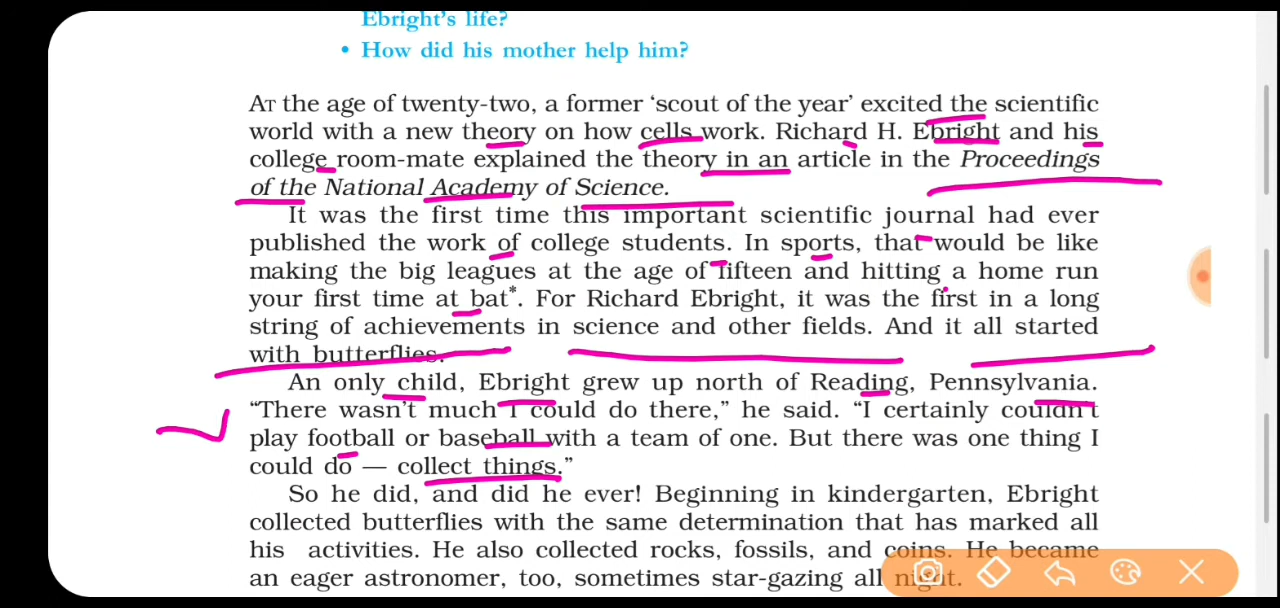 Ebright's life?
• How did his mother help him?
AT the age of twenty-two, a former ‘scout of the year’ excited the scientific
world with a new theory on how cells work. Richard H. Ebright and his
college room-mate explained the theory in an article in the Proceedings
of the National Academy of Science.
It was the first time this important scientific journal had ever
published the work of college students. In sports, that would be like
making the big leagues at the age of fifteen and hitting a home run
your first time at bat*. For Richard Ebright, it was the first in a long
string of achievements in science and other fields. And it all started
with butterflies.
An only child, Ebright grew up north of Reading, Pennsylvania.
“There wasn’t much I could do there,” he said. “I certainly couldn’t
play football or baseball with a team of one. But there was one thing I
could do — collect things.”
So he did, and did he ever! Beginning in kindergarten, Ebright
collected butterflies with the same determination that has marked all
his activities. He also collected rocks, fossils, and coins. He became
an eager astronomer, too, sometimes star-gazing all night.